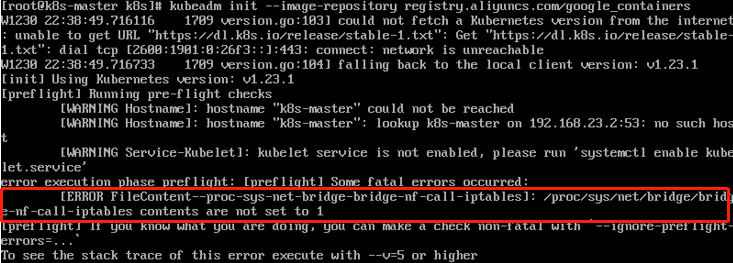 [root@k8s-master k8s]# kubeadm init --image-repository registry.aliyuncs.com/google_containers
W1230 22:38:49.716116    1709 version.go:103] could not fetch a Kubernetes version from the internet
: unable to get URL "https://dl.k8s.io/release/stable-1.txt": Get "https://dl.k8s.io/release/stable-
1.txt": dial tcp [2600:1901:0:26f3::]:443: connect: network is unreachable
W1230 22:38:49.716733    1709 version.go:104] falling back to the local client version: v1.23.1
[init] Using Kubernetes version: v1.23.1
[preflight] Running pre-flight checks
[WARNING Hostname]: hostname "k8s-master" could not be reached
[WARNING Hostname]: hostname "k8s-master": lookup k8s-master on 192.168.23.2:53: no such hos
t
[WARNING Service-Kubelet]: kubelet service is not enabled, please run 'systemctl enable kube
let.service'
error execution phase preflight: [preflight] Some fatal errors occurred:
[ERROR FileContent--proc-sys-net-bridge-bridge-nf-call-iptables]: /proc/sys/net/bridge/bridg
e-nf-call-iptables contents are not set to 1
[preflight] If you know what you are doing, you can make a check non-fatal with `--ignore-preflight-
errors=...`
To see the stack trace of this error execute with --v=5 or higher